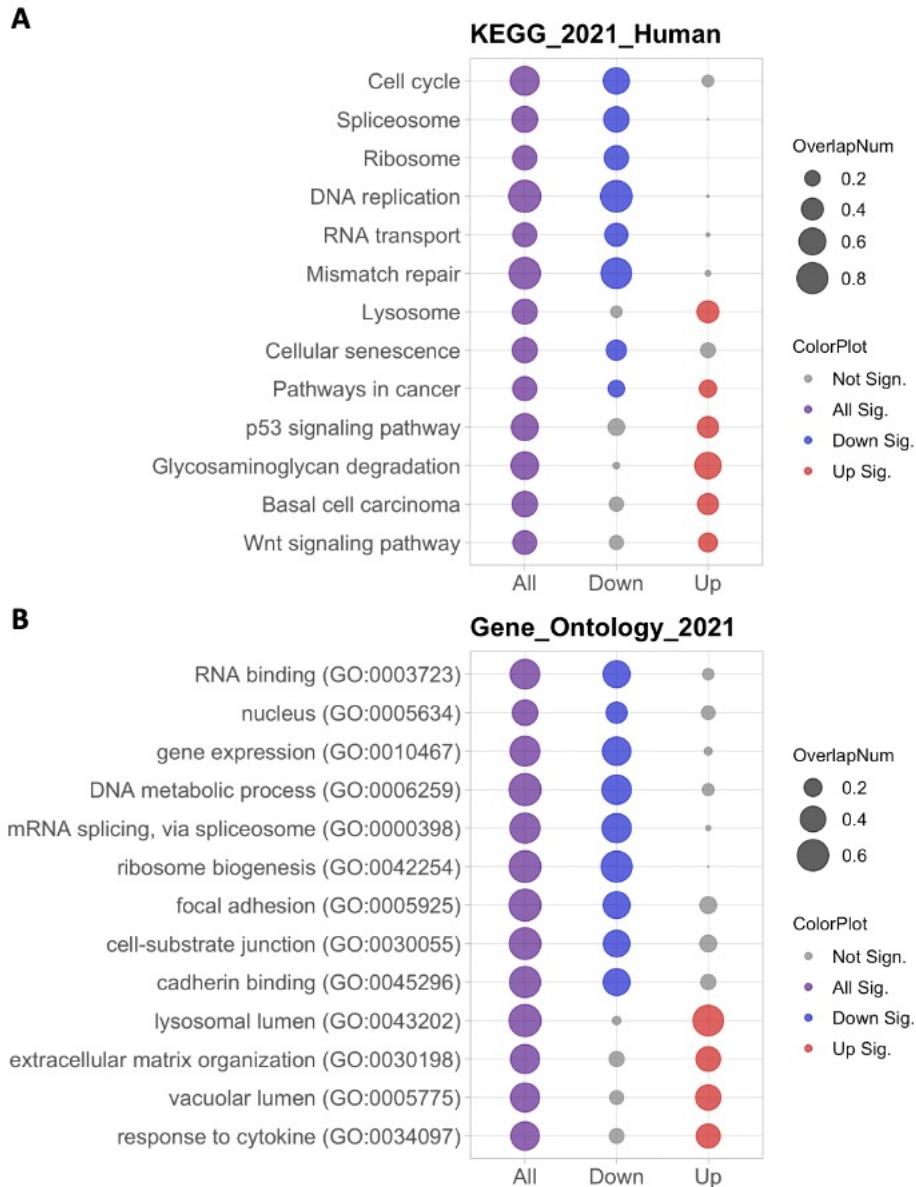 A
KEGG_2021_Human
Cell cycle
Spliceosome
Ribosome
DNA replication
RNA transport
Mismatch repair
Lysosome
Cellular senescence
Pathways in cancer
p53 signaling pathway
Glycosaminoglycan degradation
Basal cell carcinoma
Wnt signaling pathway
All Down Up
OverlapNum
0.2
0.4
0.6
0.8
ColorPlot
Not Sign.
All Sig.
Down Sig.
Up Sig.
B
Gene_Ontology_2021
RNA binding (GO:0003723)
nucleus (GO:0005634)
gene expression (GO:0010467)
DNA metabolic process (GO:0006259)
mRNA splicing, via spliceosome (GO:0000398)
ribosome biogenesis (GO:0042254)
focal adhesion (GO:0005925)
cell-substrate junction (GO:0030055)
cadherin binding (GO:0045296)
lysosomal lumen (GO:0043202)
extracellular matrix organization (GO:0030198)
vacuolar lumen (GO:0005775)
response to cytokine (GO:0034097)
All Down Up
OverlapNum
0.2
0.4
0.6
ColorPlot
Not Sign.
All Sig.
Down Sig.
Up Sig.